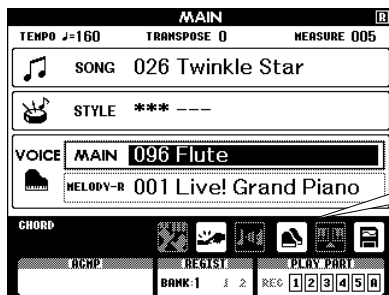 MAIN R
TEMPO ♩=160 TRANSPOSE 0 MEASURE 005
SONG 026 Twinkle Star
STYLE *** ---
VOICE MAIN 096 Flute
MELODY-R 001 Live! Grand Piano
CHORD
ACMP REGIST PLAY PART
BANK:1 1 2 REC 1 2 3 4 5 A